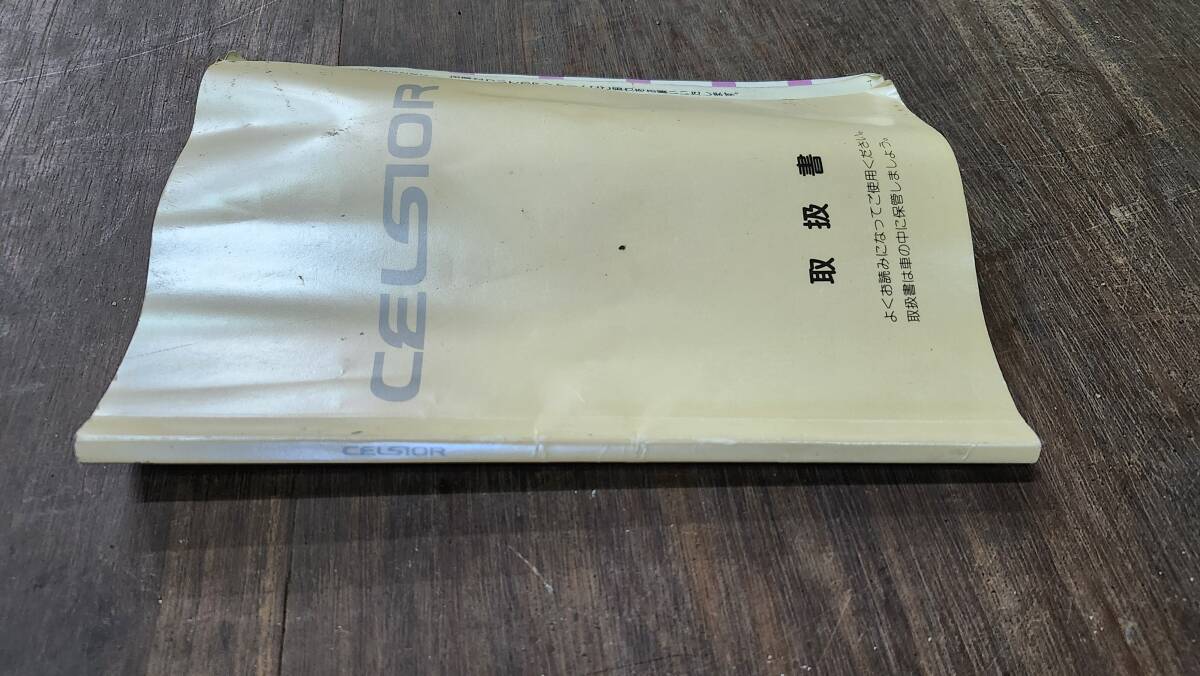 CELSIOR
取扱書
よくお読みになってご使用ください。
取扱書は車の中に保管しましょう。
CELSIOR